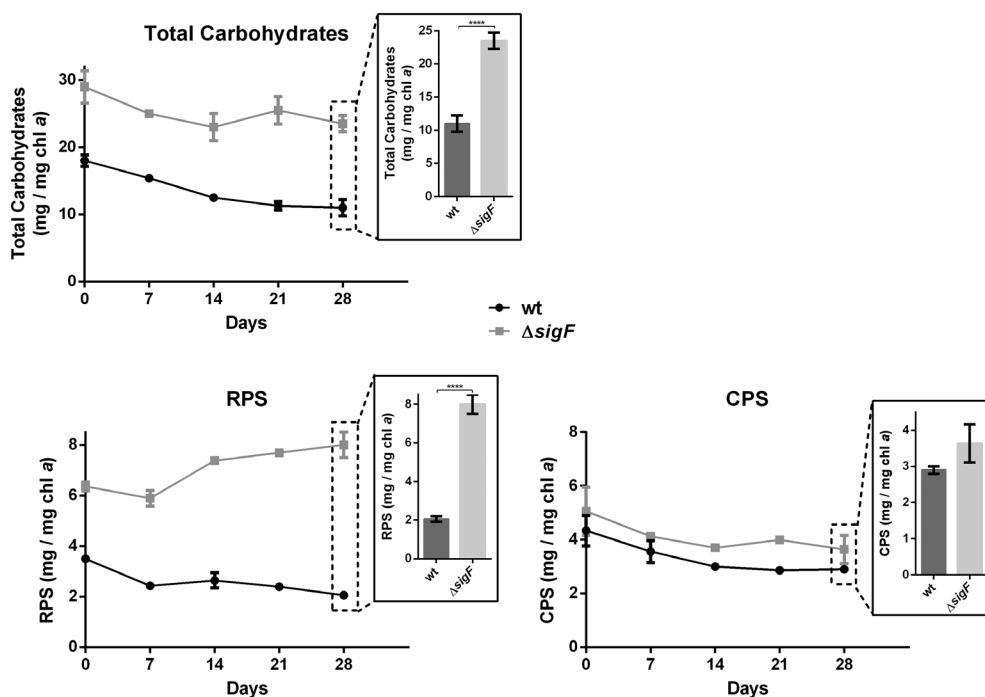 Total Carbohydrates
Total Carbohydrates
(mg / mg chl a)
30
20
10
0
0 7 14 21 28
Days
Total Carbohydrates
(mg / mg chl a)
25
20
15
10
5
0
****
wt
ΔsigF
wt
ΔsigF
RPS
RPS (mg / mg chl a)
8
6
4
2
0
0 7 14 21 28
Days
RPS (mg / mg chl a)
8
6
4
2
0
****
wt
ΔsigF
CPS
CPS (mg / mg chl a)
8
6
4
2
0
0 7 14 21 28
Days
CPS (mg / mg chl a)
4
3
2
1
0
wt
ΔsigF